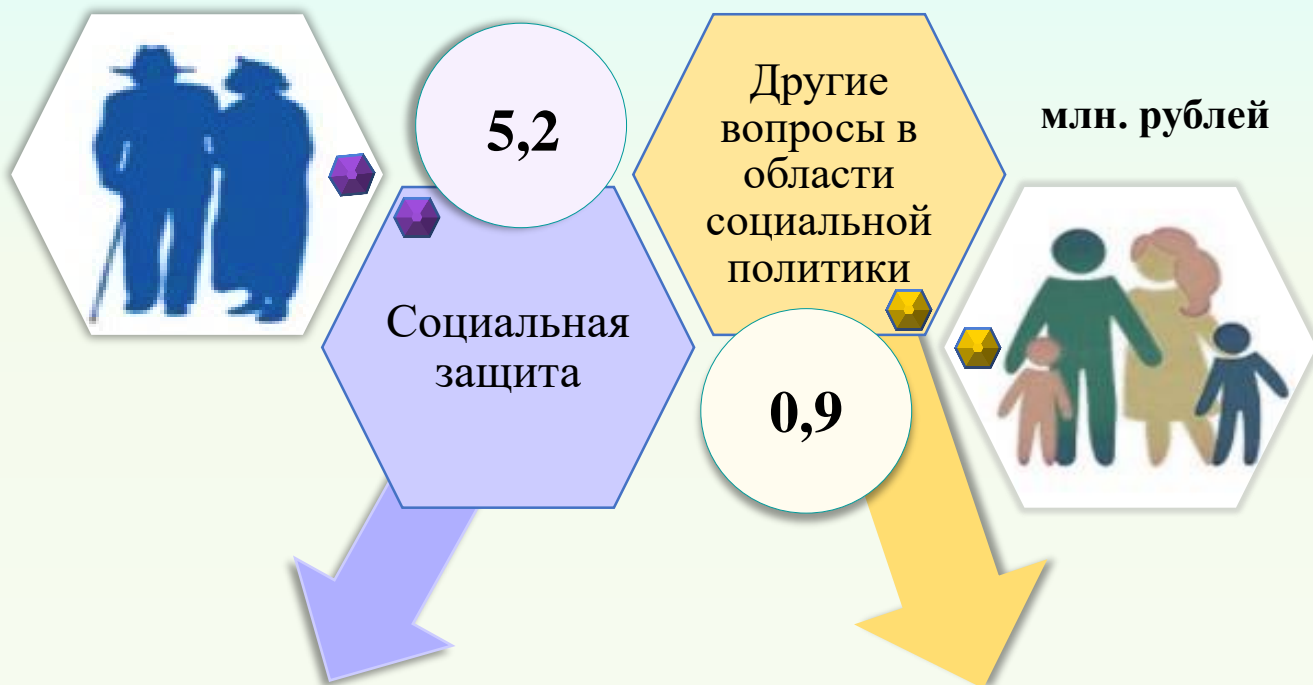 5,2
Социальная
защита
Другие
вопросы в
области
социальной
политики
0,9
млн. рублей